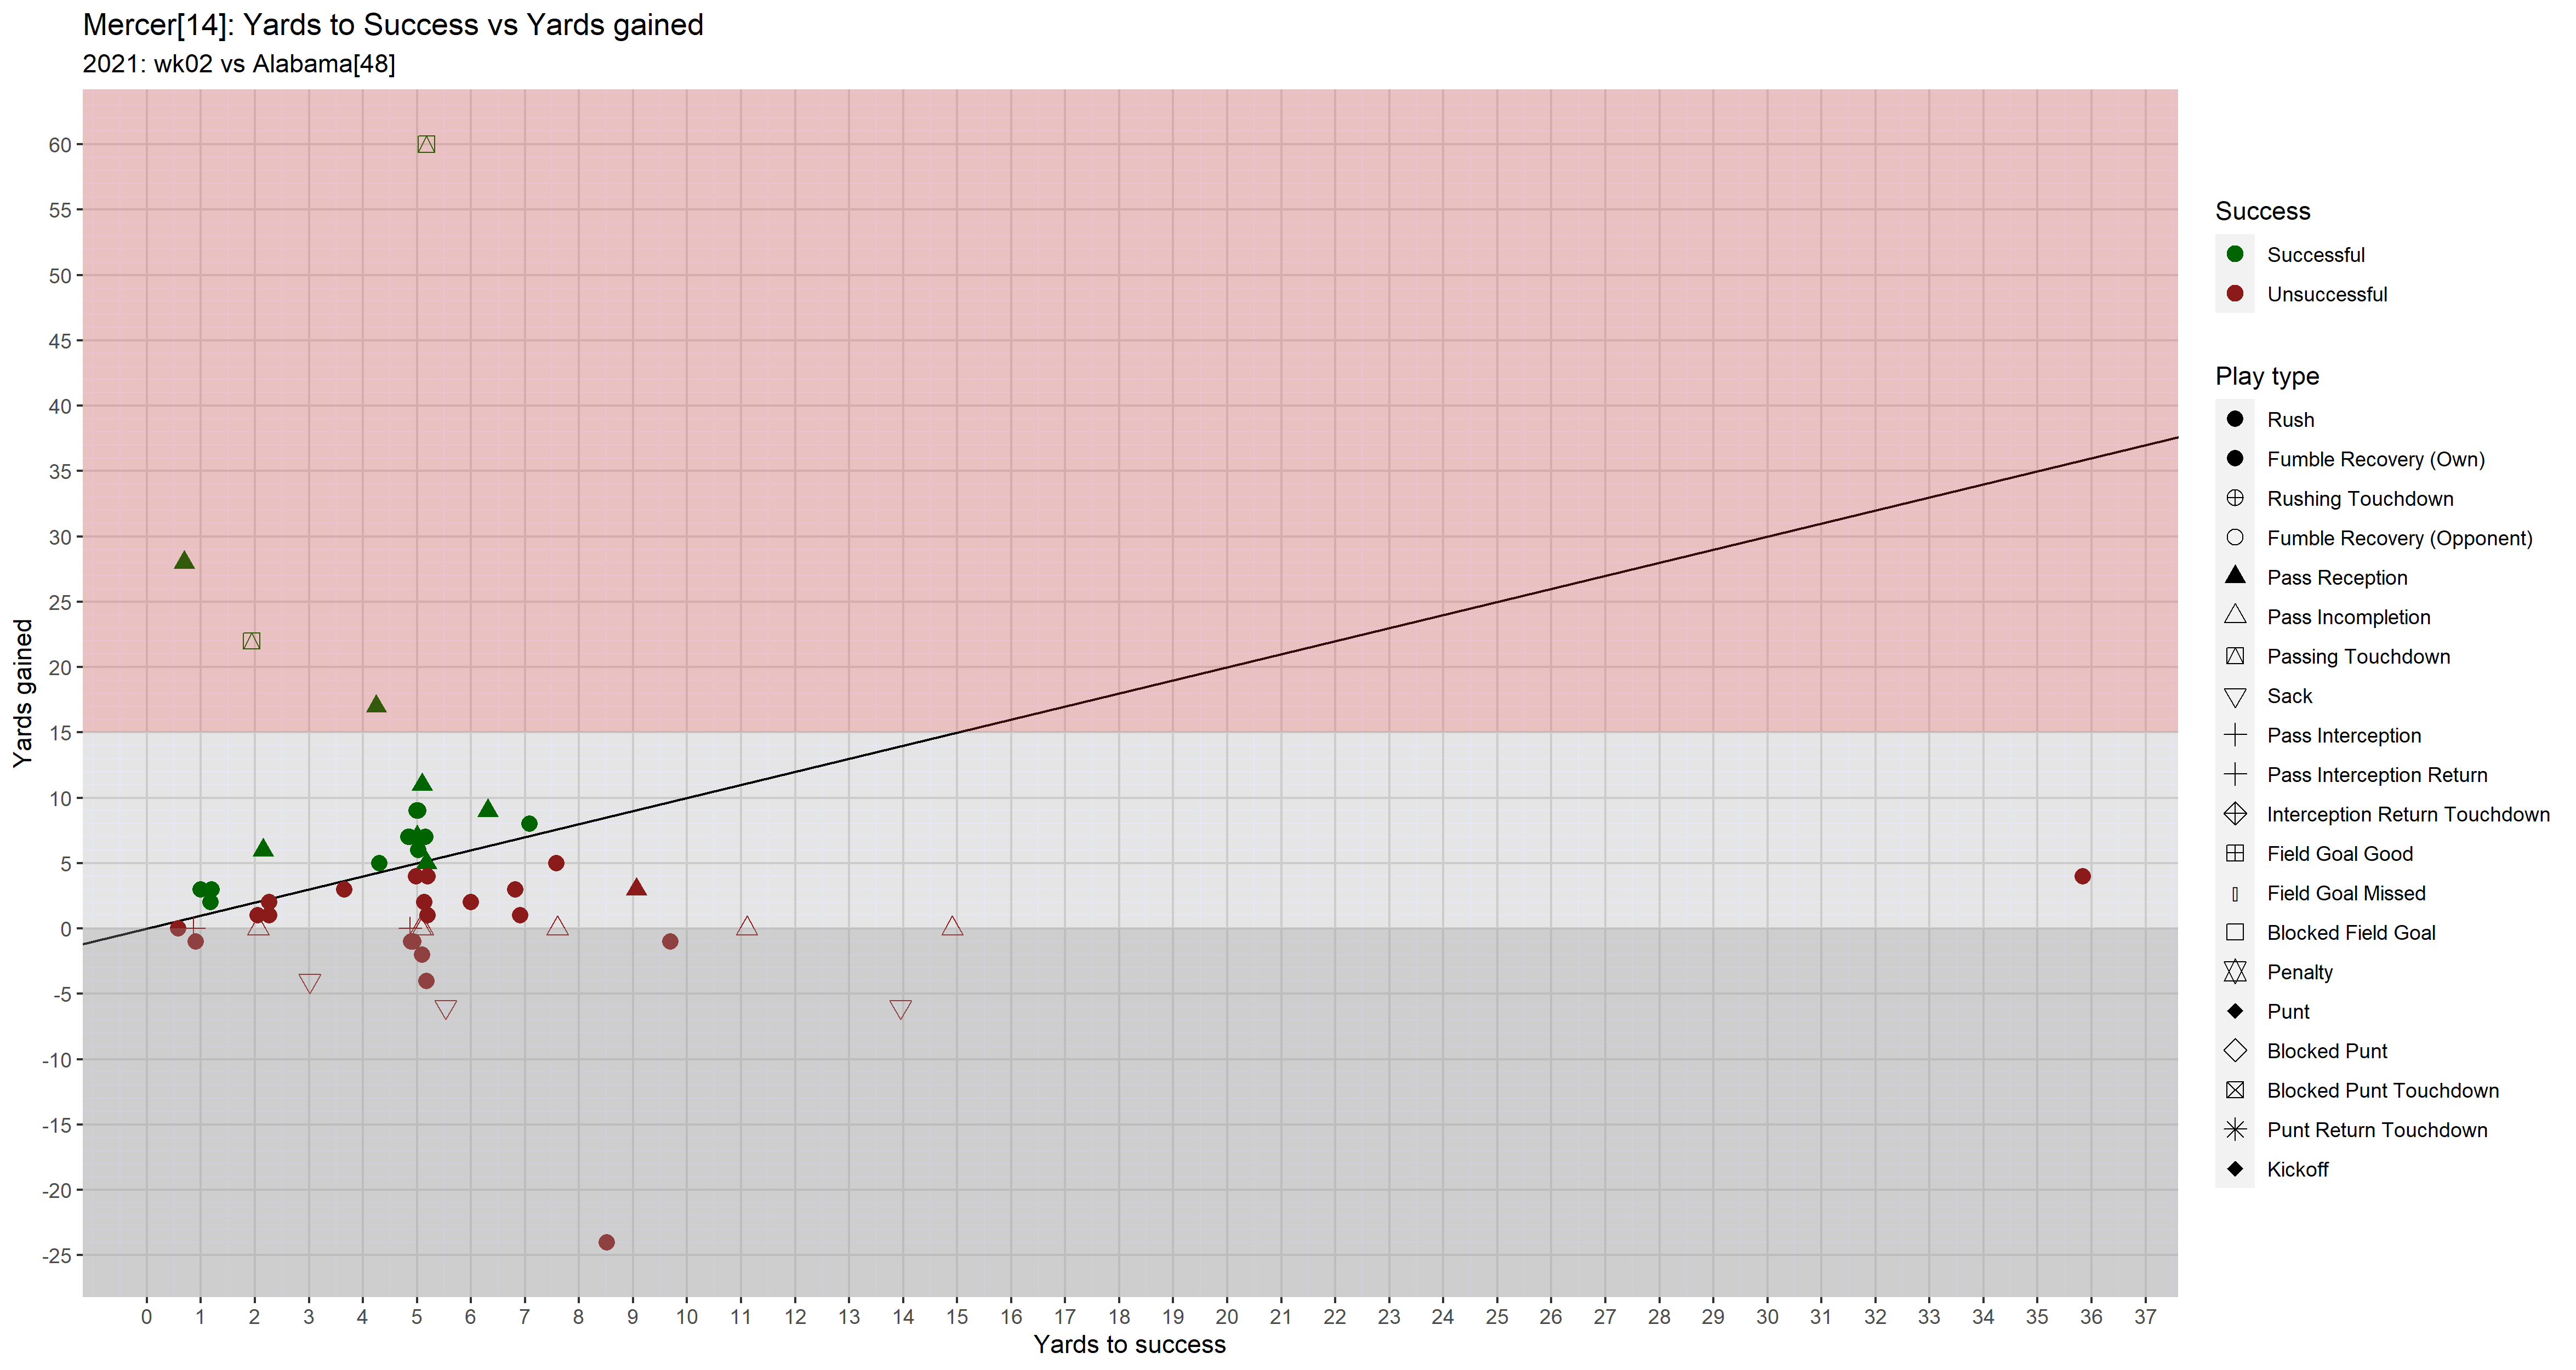 Mercer[14]: Yards to Success vs Yards gained
2021: wk02 vs Alabama[48]
Yards gained
60
55
50
45
40
35
30
25
20
15
10
5
0
-5
-10
-15
-20
-25
0 1 2 3 4 5 6 7 8 9 10 11 12 13 14 15 16 17 18 19 20 21 22 23 24 25 26 27 28 29 30 31 32 33 34 35 36 37
Yards to success
Success
Successful
Unsuccessful
Play type
Rush
Fumble Recovery (Own)
Rushing Touchdown
Fumble Recovery (Opponent)
Pass Reception
Pass Incompletion
Passing Touchdown
Sack
Pass Interception
Pass Interception Return
Interception Return Touchdown
Field Goal Good
Field Goal Missed
Blocked Field Goal
Penalty
Punt
Blocked Punt
Blocked Punt Touchdown
Punt Return Touchdown
Kickoff